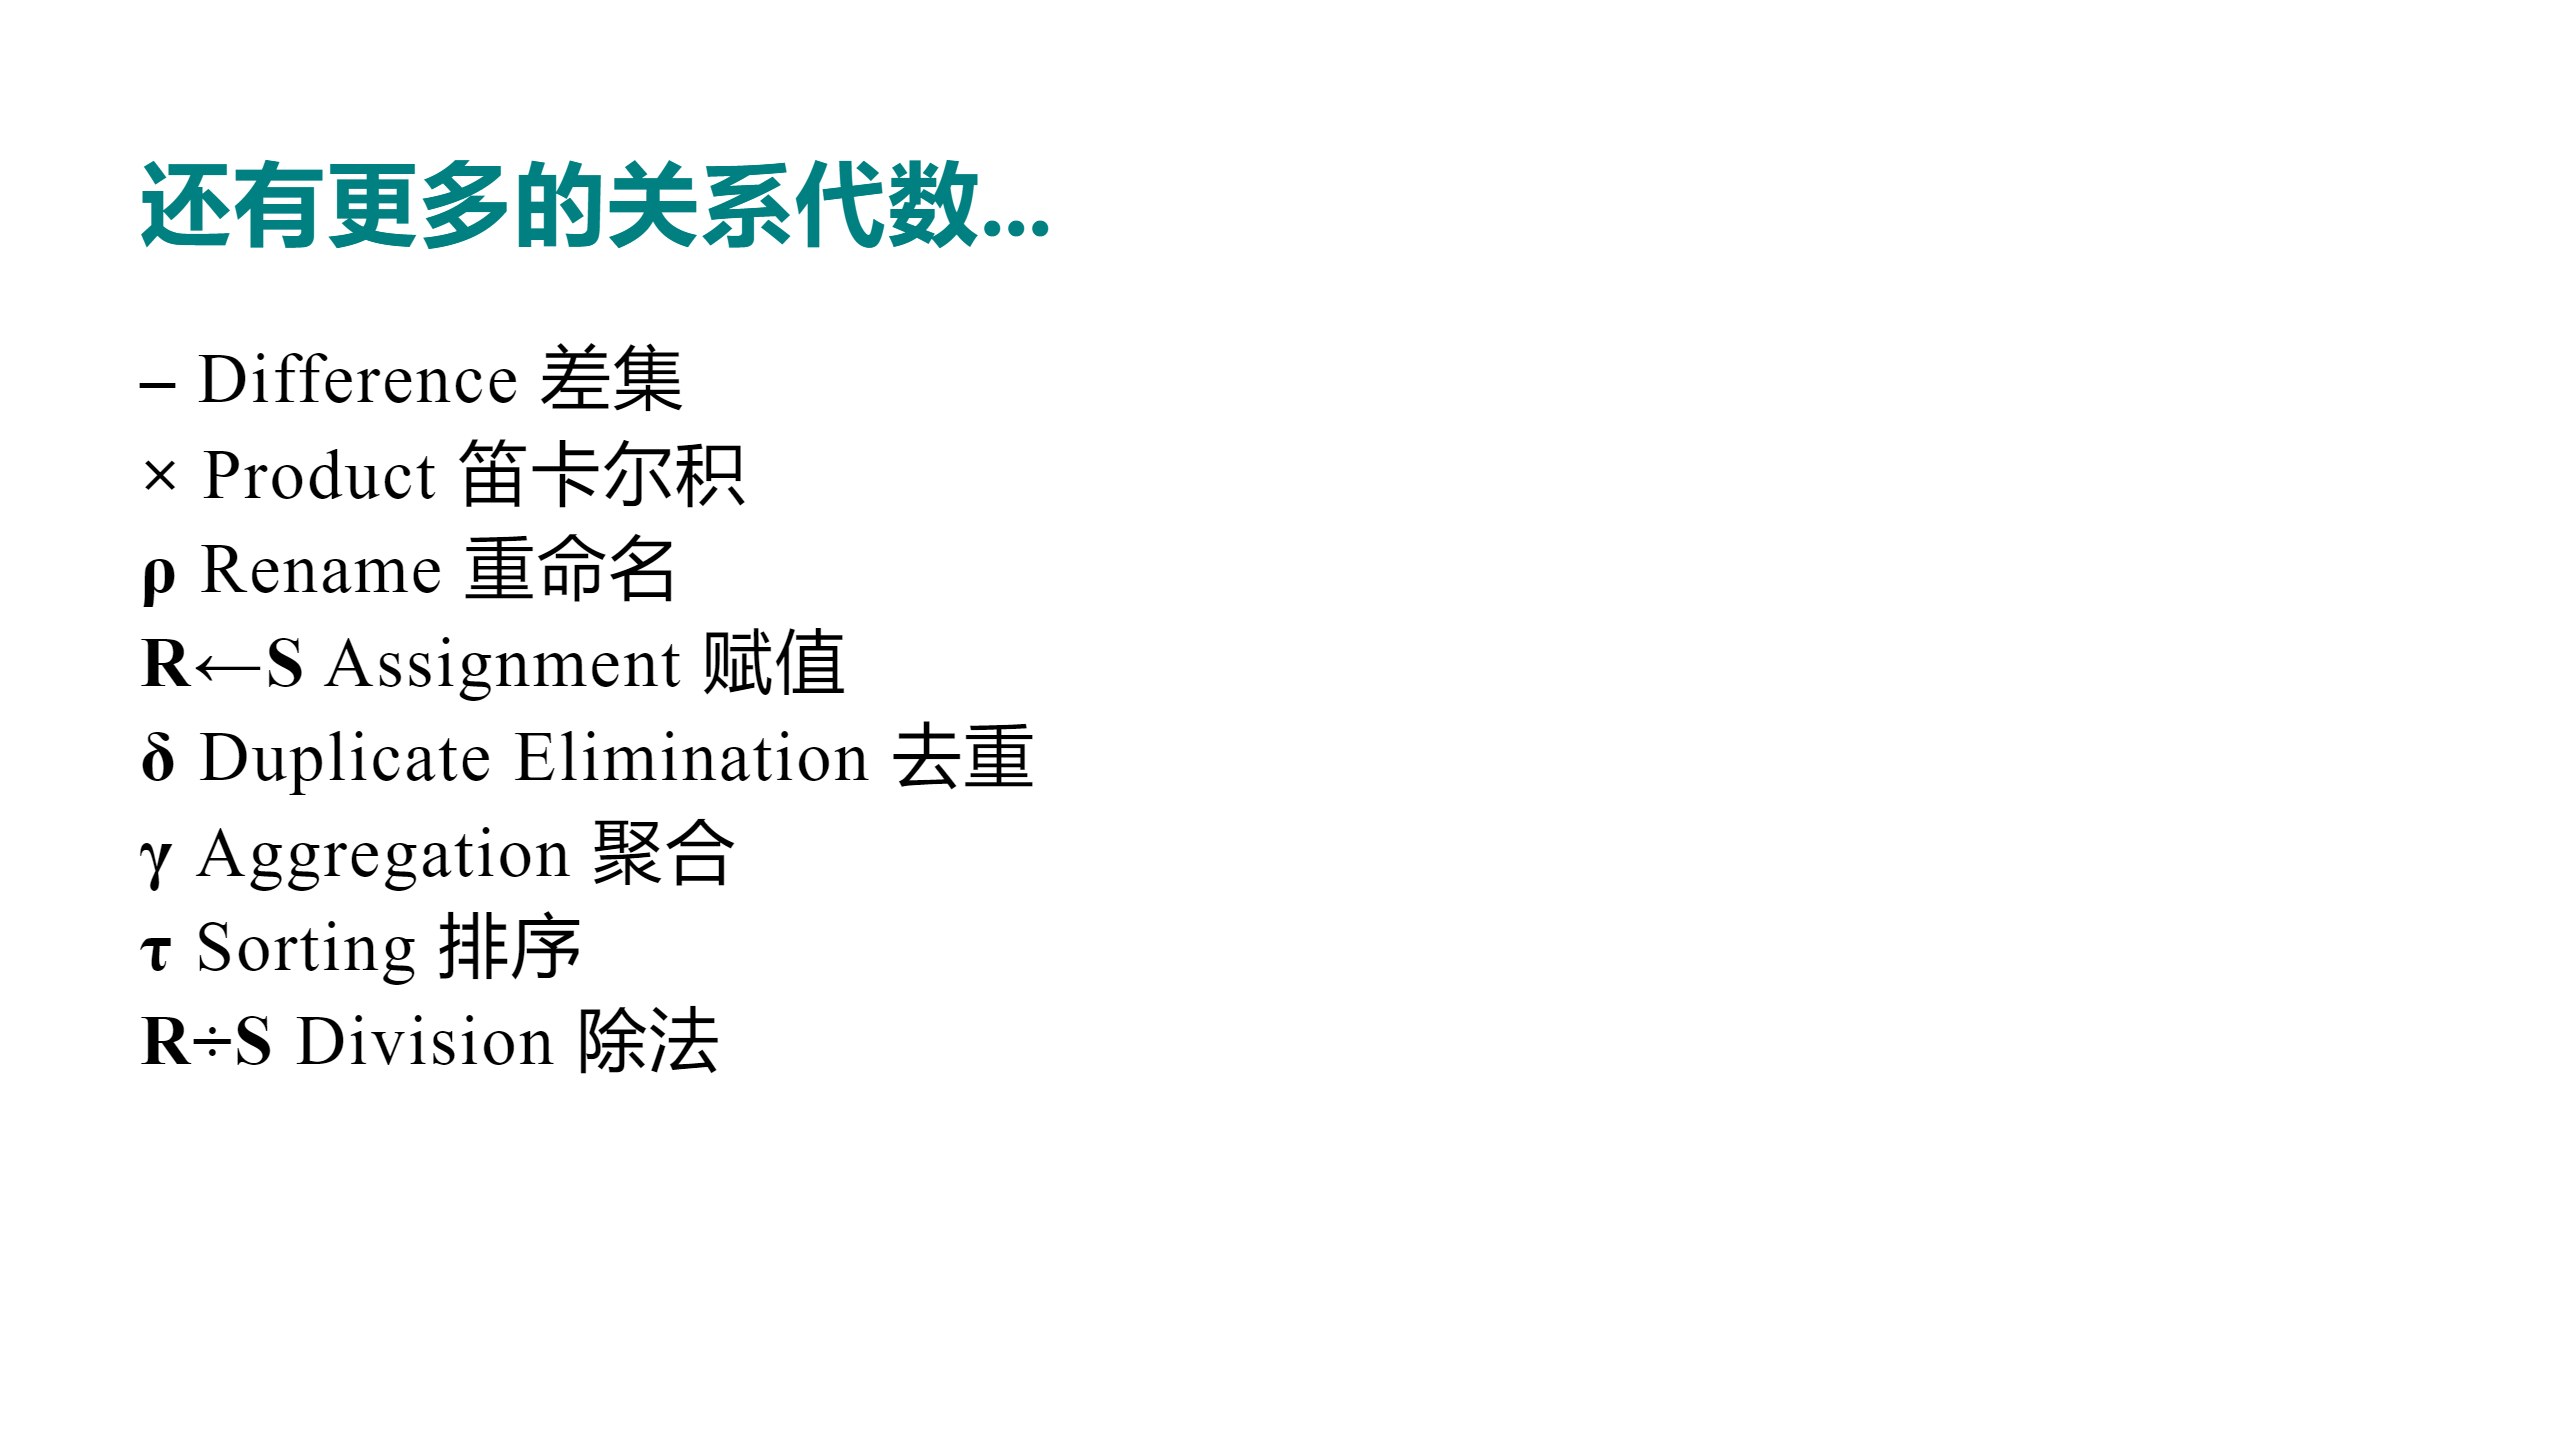 还有更多的关系代数...
– Difference 差集
× Product 笛卡尔积
ρ Rename 重命名
R←S Assignment 赋值
δ Duplicate Elimination 去重
γ Aggregation 聚合
τ Sorting 排序
R÷S Division 除法